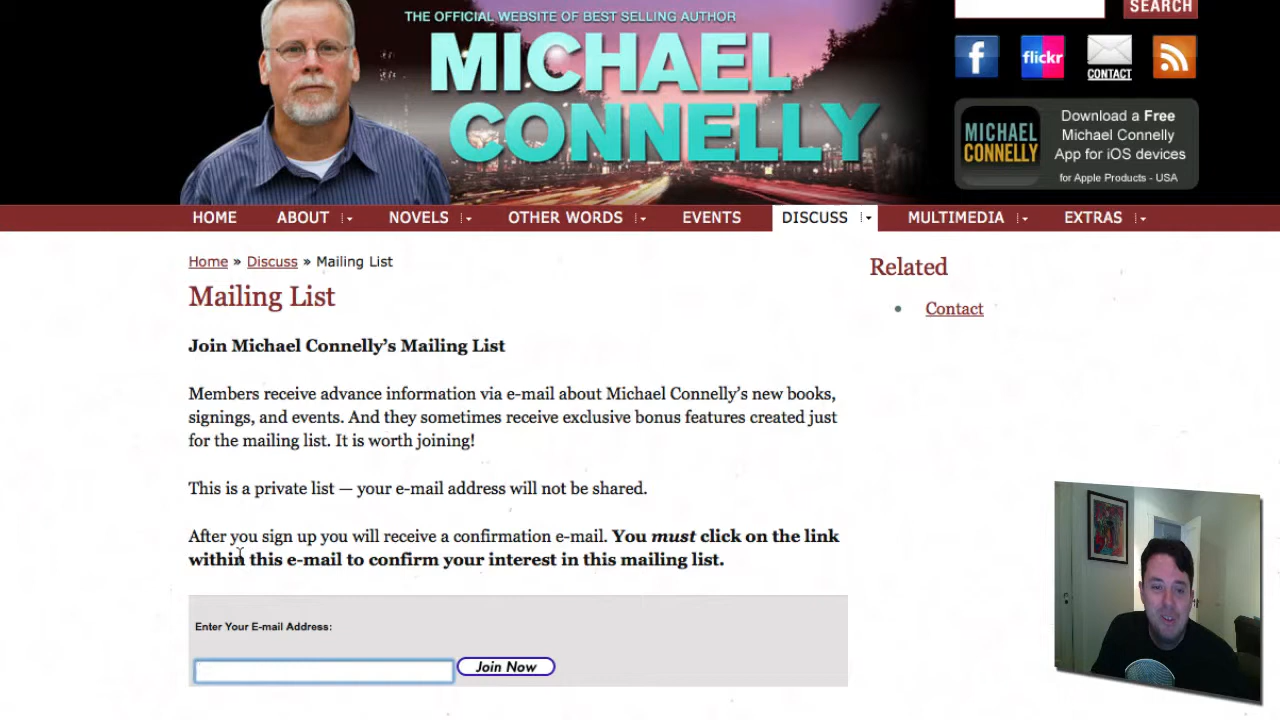 THE OFFICIAL WEBSITE OF BEST SELLING AUTHOR
MICHAEL
CONNELLY
SEARCH
flickr
CONTACT
MICHAEL
CONNELLY
Download a Free
Michael Connelly
App for iOS devices
for Apple Products - USA
HOME ABOUT NOVELS OTHER WORDS EVENTS DISCUSS MULTIMEDIA EXTRAS
Home » Discuss » Mailing List
Mailing List
Join Michael Connelly’s Mailing List
Members receive advance information via e-mail about Michael Connelly’s new books,
signings, and events. And they sometimes receive exclusive bonus features created just
for the mailing list. It is worth joining!
This is a private list — your e-mail address will not be shared.
After you sign up you will receive a confirmation e-mail. You must click on the link
within this e-mail to confirm your interest in this mailing list.
Enter Your E-mail Address:
Join Now
Related
Contact